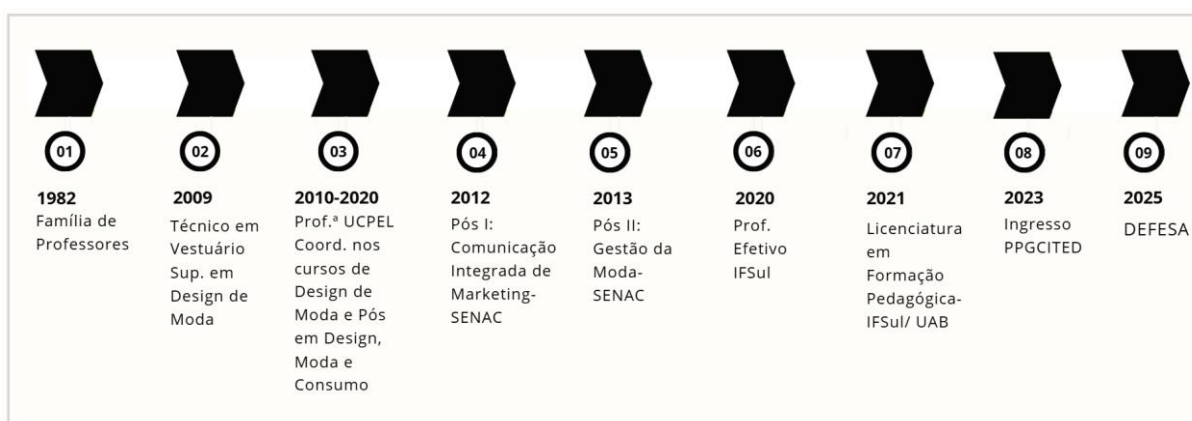 01
1982
Família de
Professores
02
2009
Técnico em
Vestuário
Sup. em
Design de
Moda
03
2010-2020
Prof.ª UCPEL
Coord. nos
cursos de
Design de
Moda e Pós
em Design,
Moda e
Consumo
04
2012
Pós I:
Comunicação
Integrada de
Marketing-
SENAC
05
2013
Pós II:
Gestão da
Moda-
SENAC
06
2020
Prof.
Efetivo
IFSul
07
2021
Licenciatura
em
Formação
Pedagógica-
IFSul/ UAB
08
2023
Ingresso
PPGCITED
09
2025
DEFESA